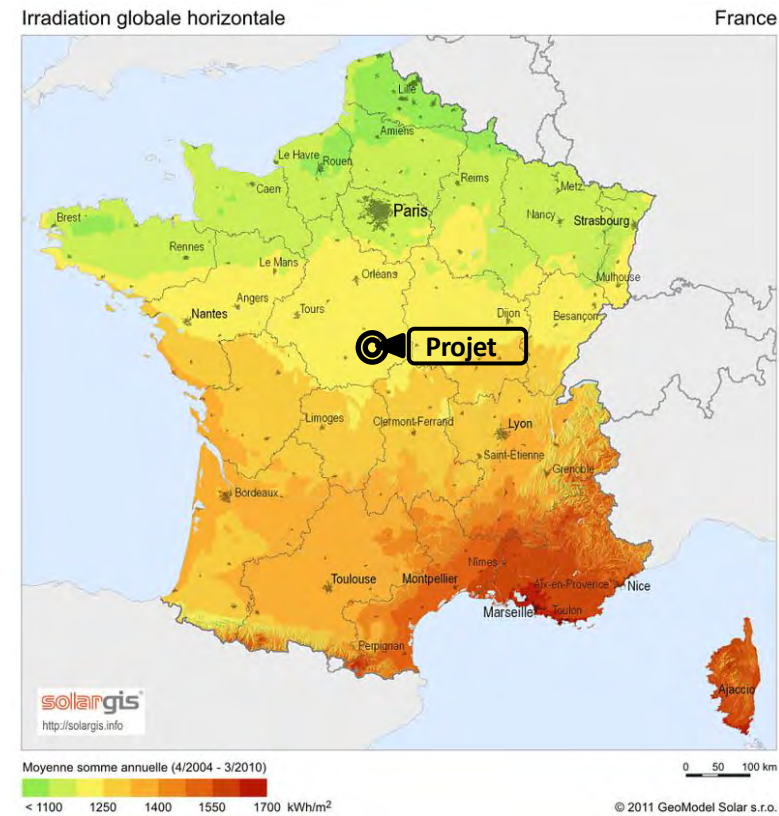 Irradiation globale horizontale
France
Lille
Amiens
Le Havre
Rouen
Reims
Caen
Metz
Paris
Nancy
Strasbourg
Brest
Rennes
Le Mans
Orléans
Mulhouse
Angers
Tours
Nantes
Dijon
Besançon
Projet
Limoges
Clermont-Ferrand
Lyon
Saint-Étienne
Grenoble
Bordeaux
Nîmes
Toulouse
Montpellier
Aix-en-Provence
Nice
Marseille
Toulon
Perpignan
Ajaccio
solargis
http://solargis.info
Moyenne somme annuelle (4/2004 - 3/2010)
0 50 100 km
< 1100 1250 1400 1550 1700 kWh/m²
© 2011 GeoModel Solar s.r.o.